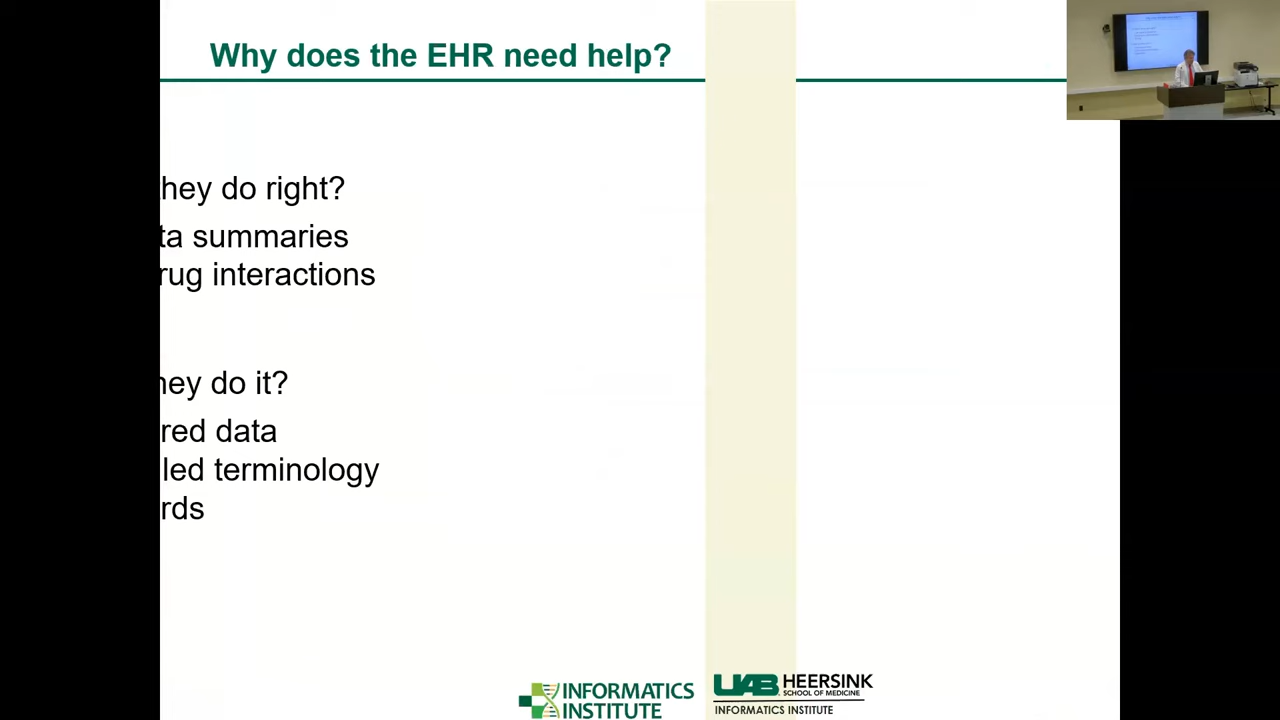 Why does the EHR need help?
hey do right?
ta summaries
rug interactions
hey do it?
red data
led terminology
rds
INFORMATICS
INSTITUTE
UAB HEERSINK
SCHOOL OF MEDICINE
INFORMATICS INSTITUTE